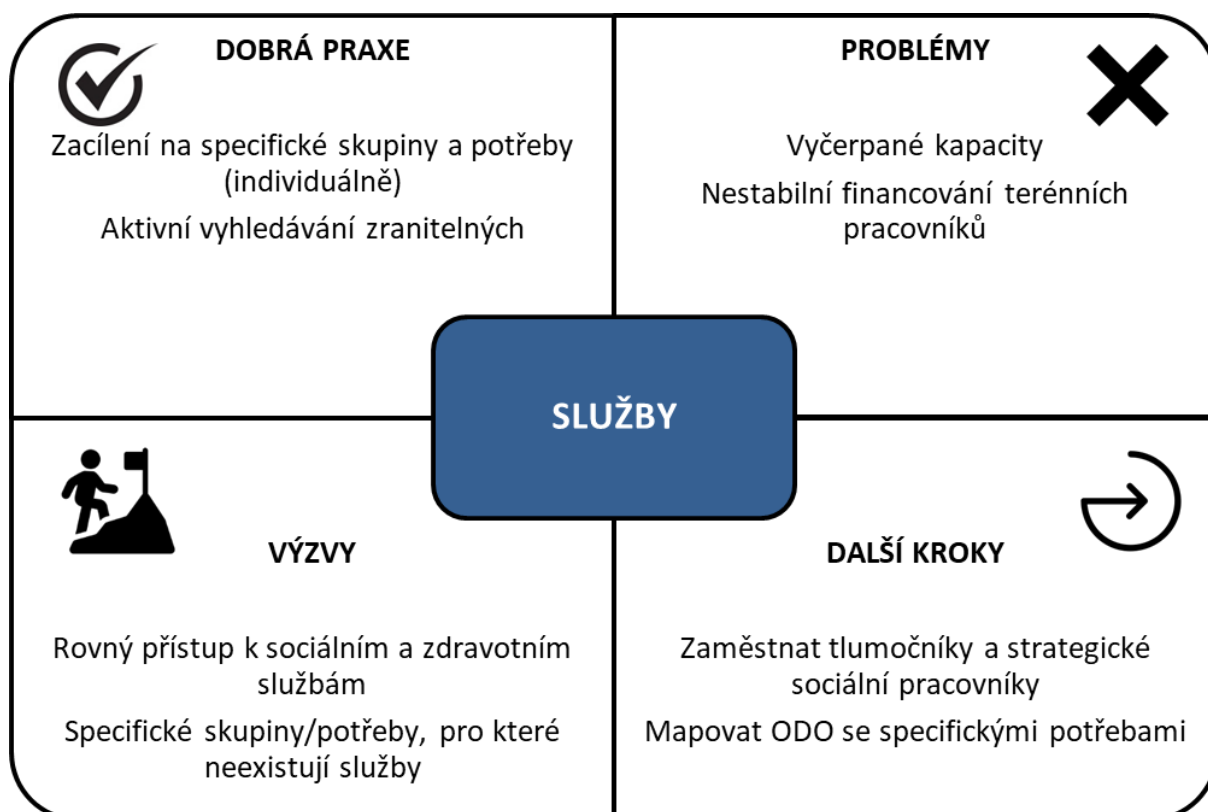 DOBRÁ PRAXE
Zacílení na specifické skupiny a potřeby
(individuálně)
Aktivní vyhledávání zranitelných
PROBLÉMY
Vyčerpané kapacity
Nestabilní financování terénních
pracovníků
SLUŽBY
VÝZVY
Rovný přístup k sociálním a zdravotním
službám
Specifické skupiny/potřeby, pro které
neexistují služby
DALŠÍ KROKY
Zaměstnat tlumočníky a strategické
sociální pracovníky
Mapovat ODO se specifickými potřebami